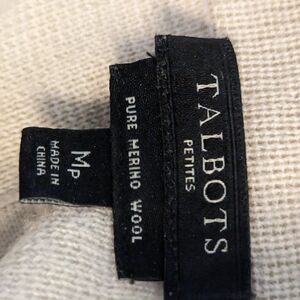 TALBOTS
PETITES
PURE MERINO WOOL
MP
MADE IN
CHINA